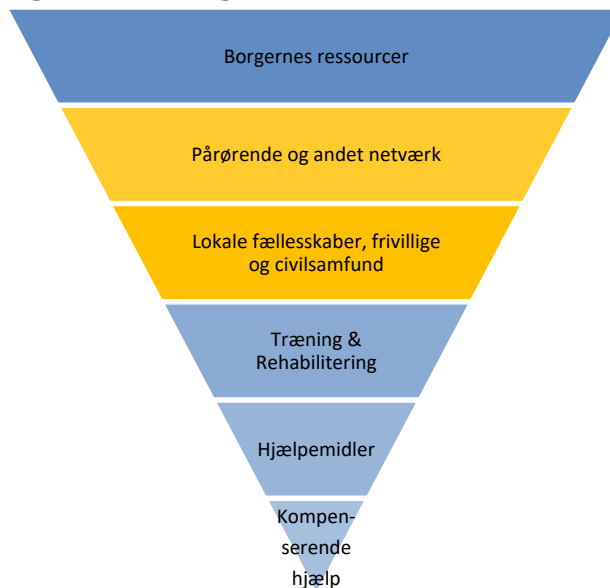 Borgernes ressourcer
Pårørende og andet netværk
Lokale fællesskaber, frivillige
og civilsamfund
Træning &
Rehabilitering
Hjælpemidler
Kompen-
serende
hjælp